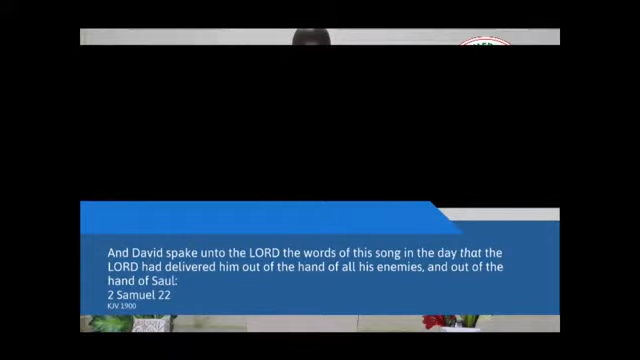 And David spake unto the LORD the words of this song in the day that the
LORD had delivered him out of the hand of all his enemies, and out of the
hand of Saul:
2 Samuel 22
KJV 1900